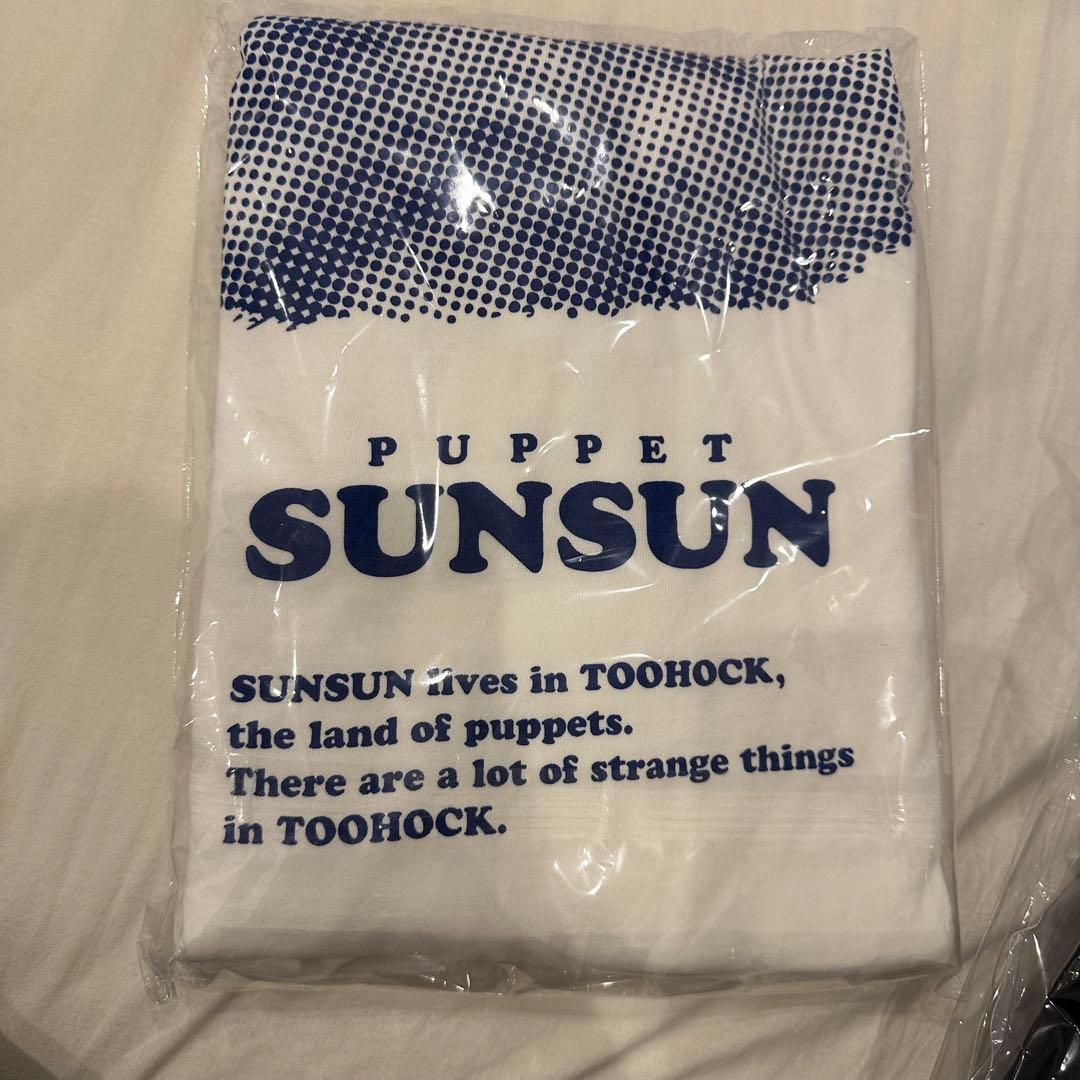 PUPPET
SUNSUN
SUNSUN lives in TOOHOCK,
the land of puppets.
There are a lot of strange things
in TOOHOCK.